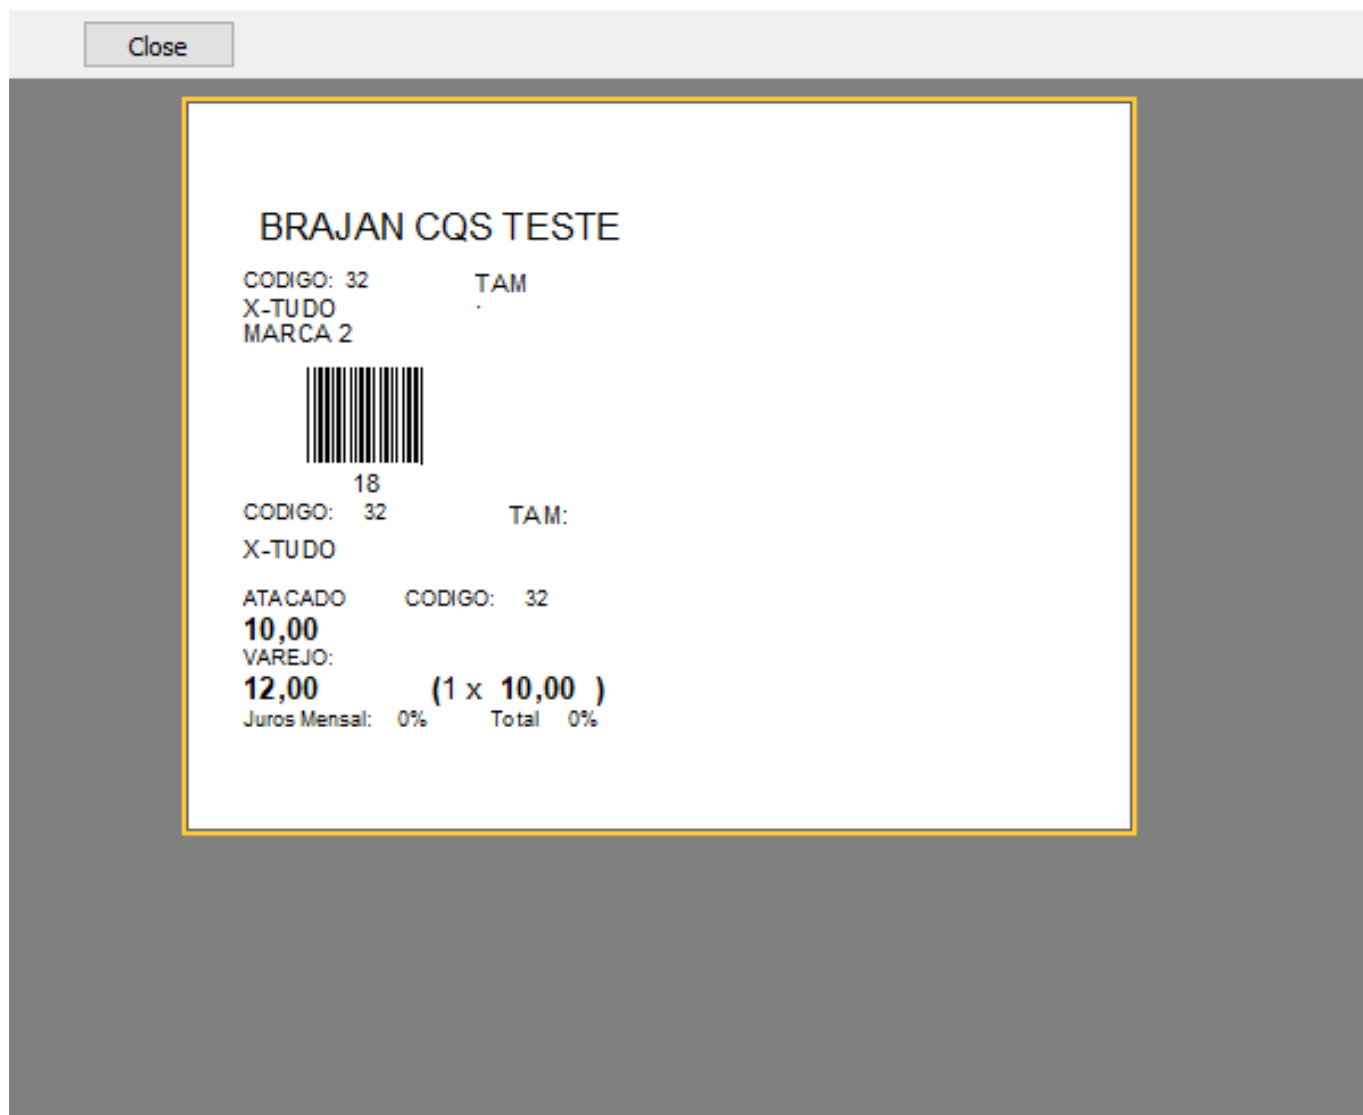 Close
BRAJAN CQS TESTE
CODIGO: 32 TAM
X-TUDO .
MARCA 2
18
CODIGO: 32 TAM:
X-TUDO
ATACADO CODIGO: 32
10,00
VAREJO:
12,00 (1 x 10,00 )
Juros Mensal: 0% Total 0%